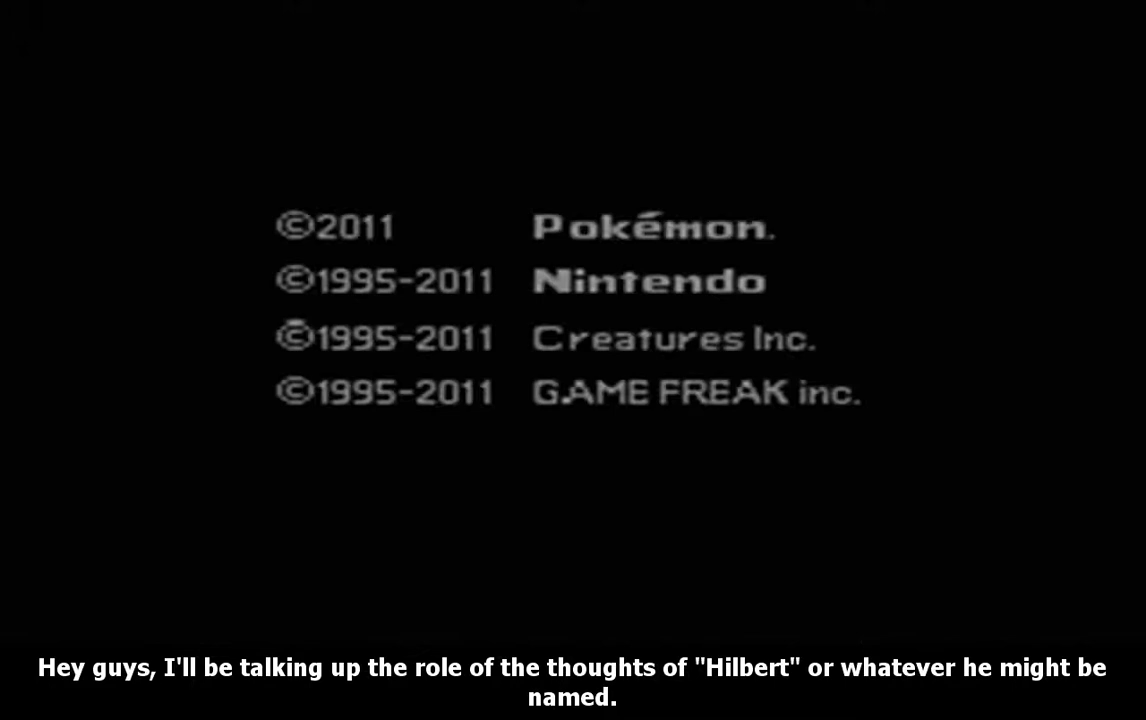 ©2011 Pokémon.
©1995-2011 Nintendo
©1995-2011 Creatures Inc.
©1995-2011 GAME FREAK inc.
Hey guys, I'll be talking up the role of the thoughts of "Hilbert" or whatever he might be
named.